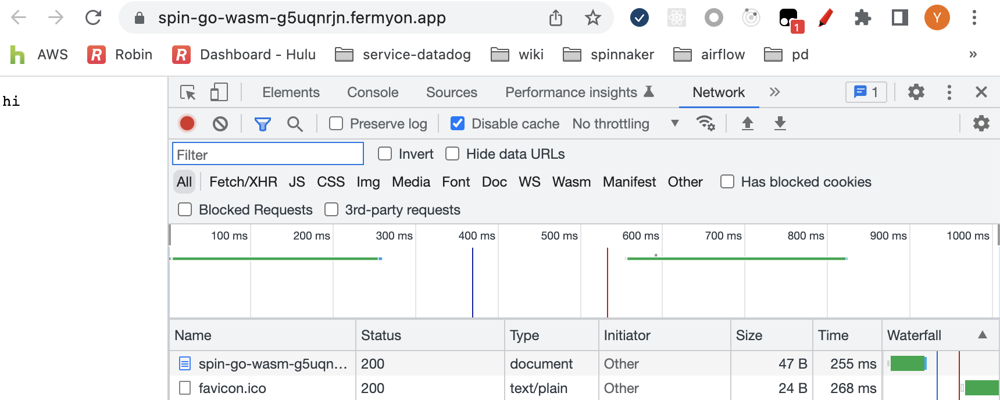 spin-go-wasm-g5uqnrjn.fermyon.app
1
Y
h AWS R Robin R Dashboard - Hulu service-datadog wiki spinnaker airflow pd »
hi
Elements Console Sources Performance insights Network 1
Preserve log Disable cache No throttling
Filter Invert Hide data URLs
All Fetch/XHR JS CSS Img Media Font Doc WS Wasm Manifest Other Has blocked cookies
Blocked Requests 3rd-party requests
100 ms 200 ms 300 ms 400 ms 500 ms 600 ms 700 ms 800 ms 900 ms 1000 ms
Name Status Type Initiator Size Time Waterfall
spin-go-wasm-g5uqn... 200 document Other 47 B 255 ms
favicon.ico 200 text/plain Other 24 B 268 ms